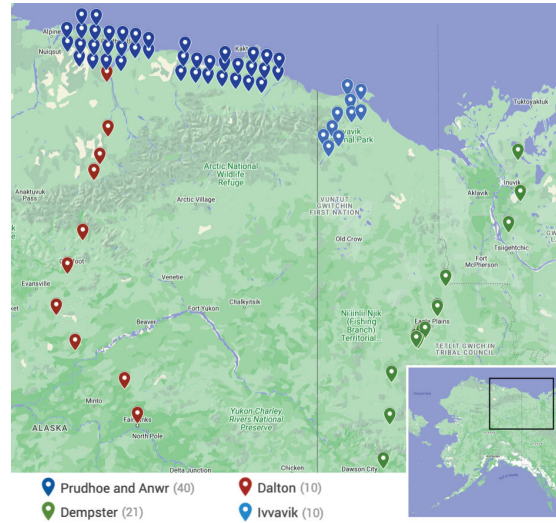 Alpine
Nuiqsut
Kakt
Tuktoyaktuk
Ivvavik
National Park
Arctic National
Wildlife
Refuge
Anaktuvuk
Pass
Arctic Village
VUNTUT
GWITCHIN
FIRST NATION
Aklavik
Inuvik
Tsiigehtchic
Old Crow
Fort
McPherson
Evansville
Venetie
Chalkyitsik
Beaver
Fort Yukon
Ni'iinlii Njik
(Fishing
Branch)
Territorial...
Eagle Plains
TETLIT GWICH'IN
TRIBAL COUNCIL
Minto
ALASKA
Fairbanks
North Pole
Yukon-Charley
Rivers National
Preserve
Delta Junction
Chicken
Dawson City
Prudhoe and Anwr (40)
Dalton (10)
Dempster (21)
Ivvavik (10)